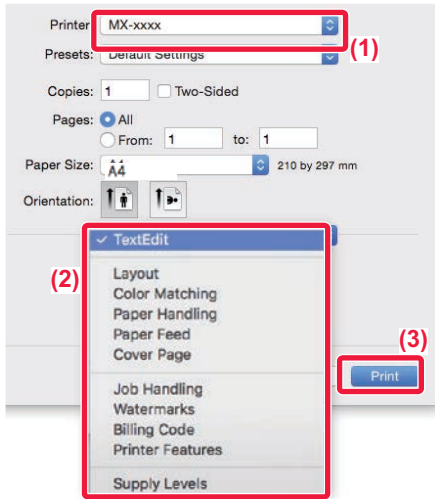 Printer MX-xxxx
(1)
Presets: Default Settings
Copies: 1 Two-Sided
Pages: All
From: 1 to: 1
Paper Size: A4 210 by 297 mm
Orientation:
✓ TextEdit
(2)
Layout
Color Matching
Paper Handling
Paper Feed
Cover Page
(3)
Print
Job Handling
Watermarks
Billing Code
Printer Features
Supply Levels